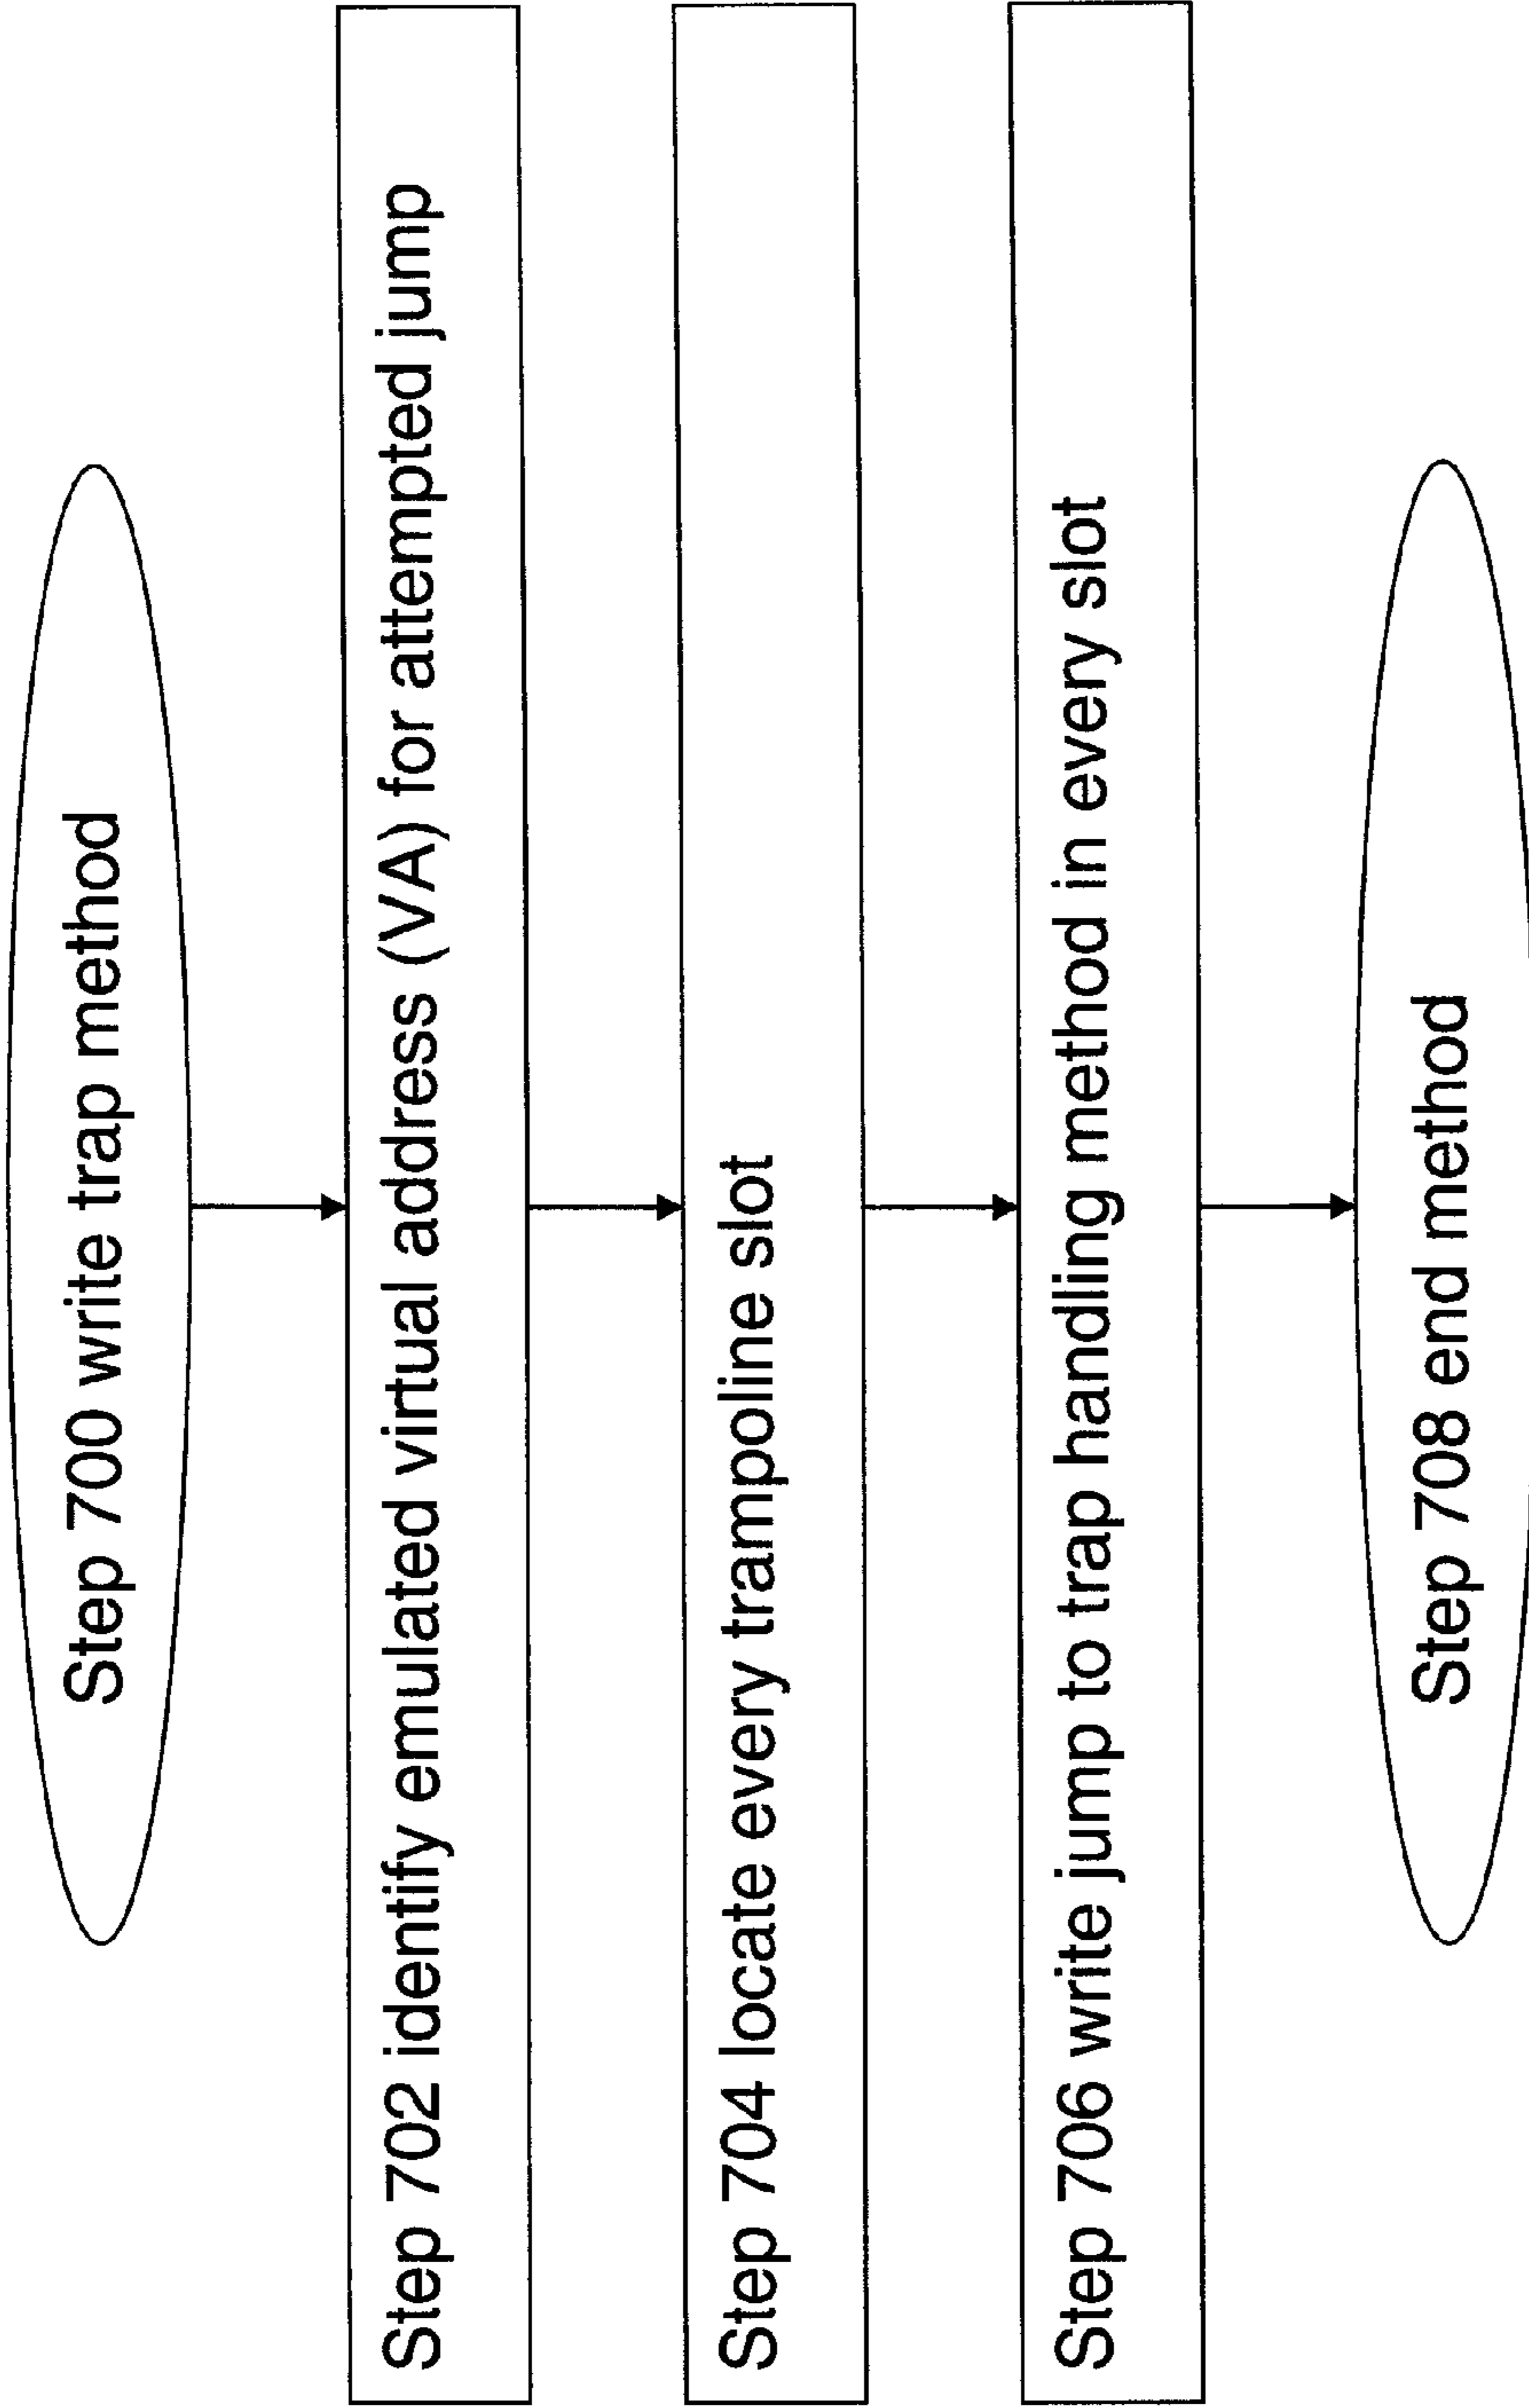 Step 700 write trap method
Step 702 identify emulated virtual address (VA) for attempted jump
Step 704 locate every trampoline slot
Step 706 write jump to trap handling method in every slot
Step 708 end method